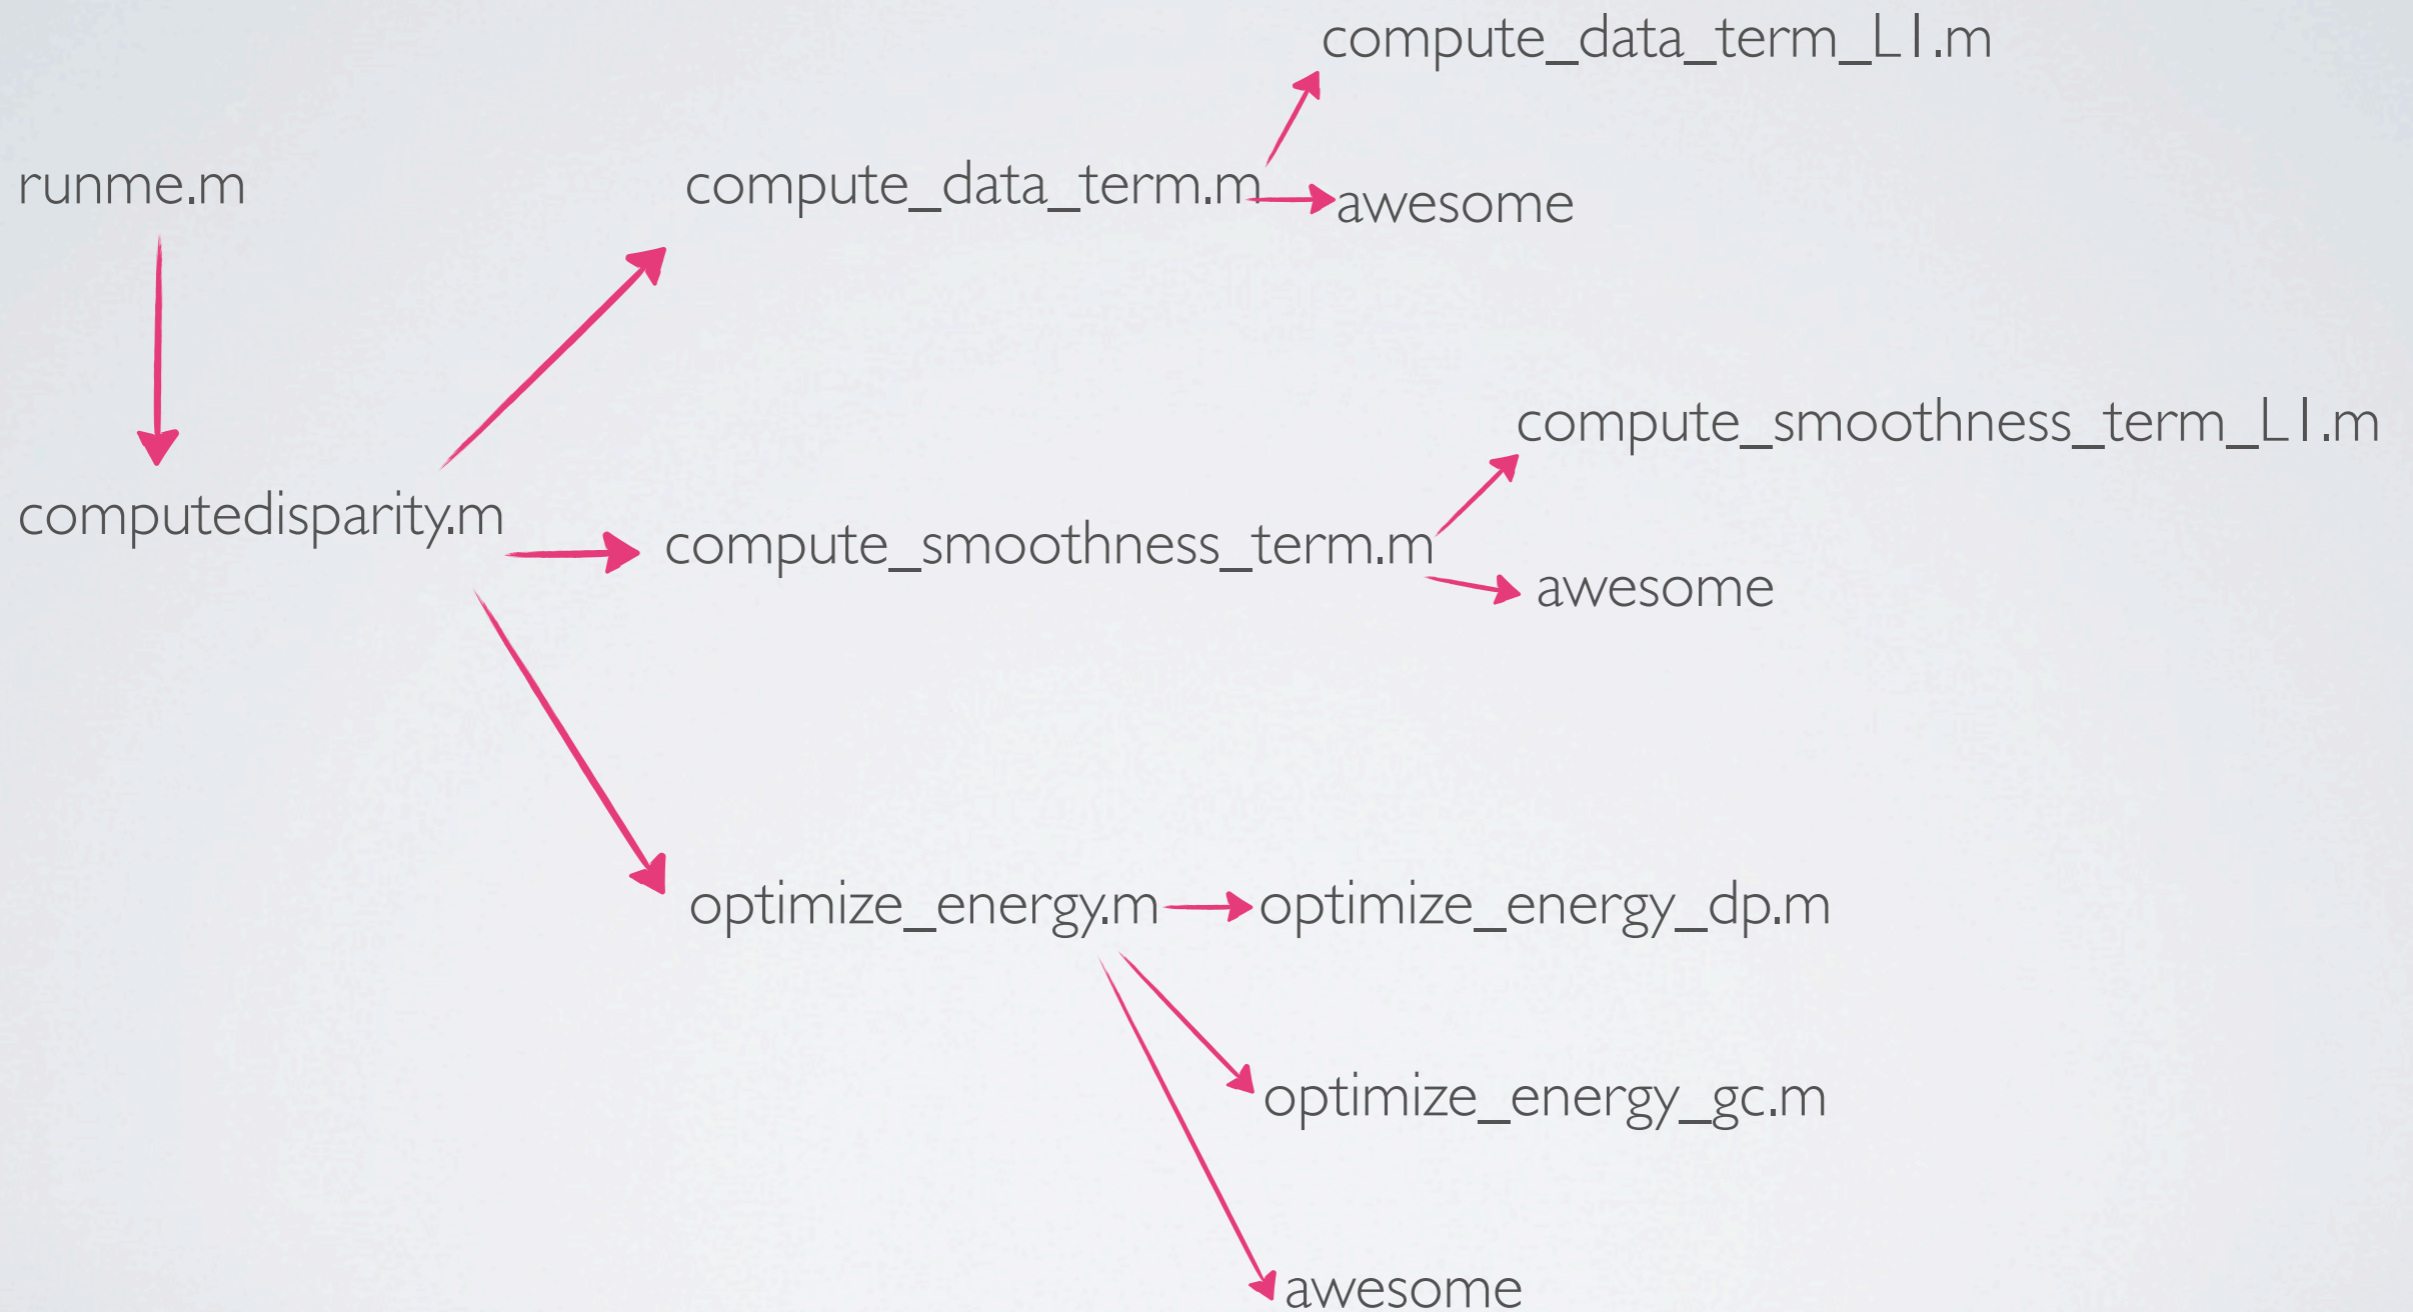 compute_data_term_L1.m
runme.m
compute_data_term.m
awesome
compute_smoothness_term_L1.m
computedisparity.m
compute_smoothness_term.m
awesome
optimize_energy.m
optimize_energy_dp.m
optimize_energy_gc.m
awesome